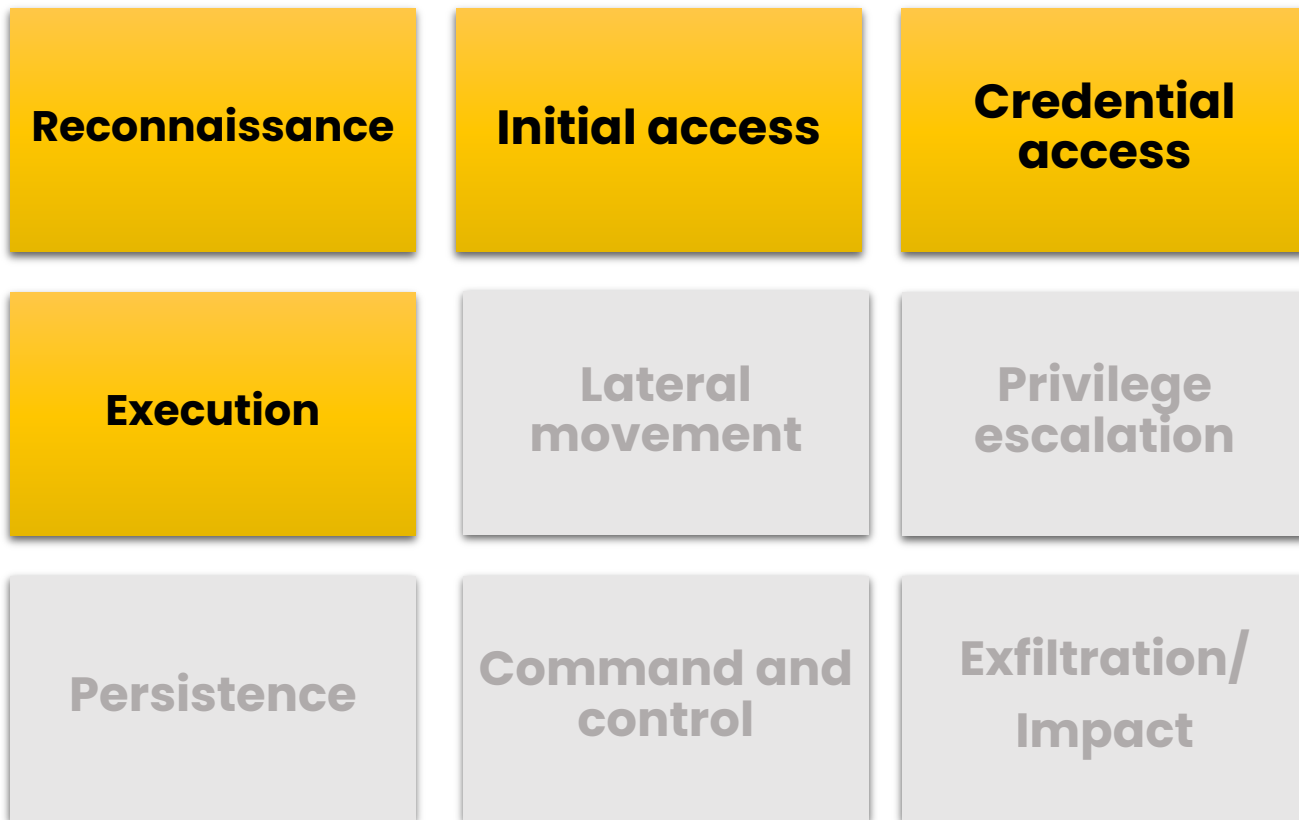 Reconnaissance
Initial access
Credential
access
Execution
Lateral
movement
Privilege
escalation
Persistence
Command and
control
Exfiltration/
Impact